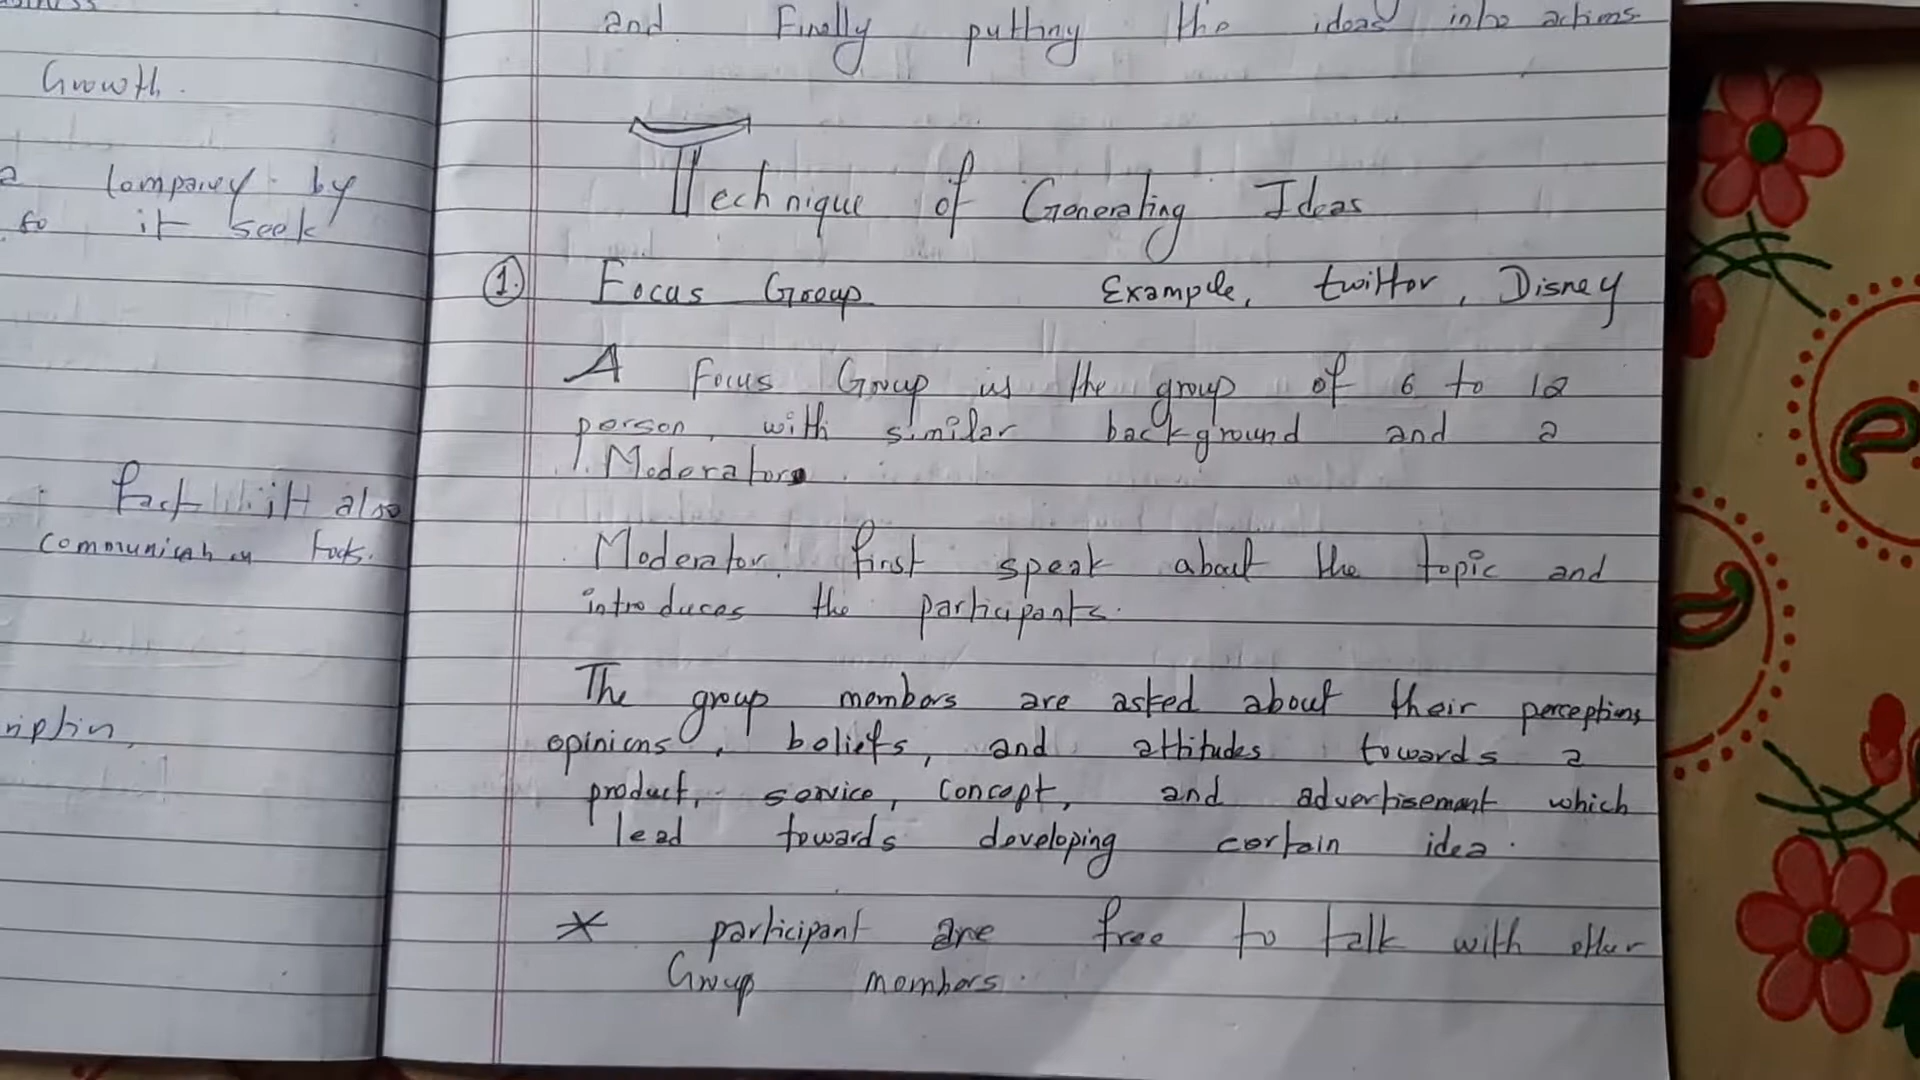 Growth.
a company by
so it seek
fact it also
communication tools.
ription,
and Finally putting the ideas into actions
Technique of Generating Ideas
1. Focus Group Example, twitter, Disney
A Focus Group is the group of 6 to 12
person, with similar background and a
1. Moderator.
Moderator first speak about the topic and
introduces the participants.
The group members are asked about their perceptions
opinions, beliefs, and attitudes towards a
product, service, concept, and advertisement which
lead towards developing certain idea.
* participant are free to talk with other
Group members.